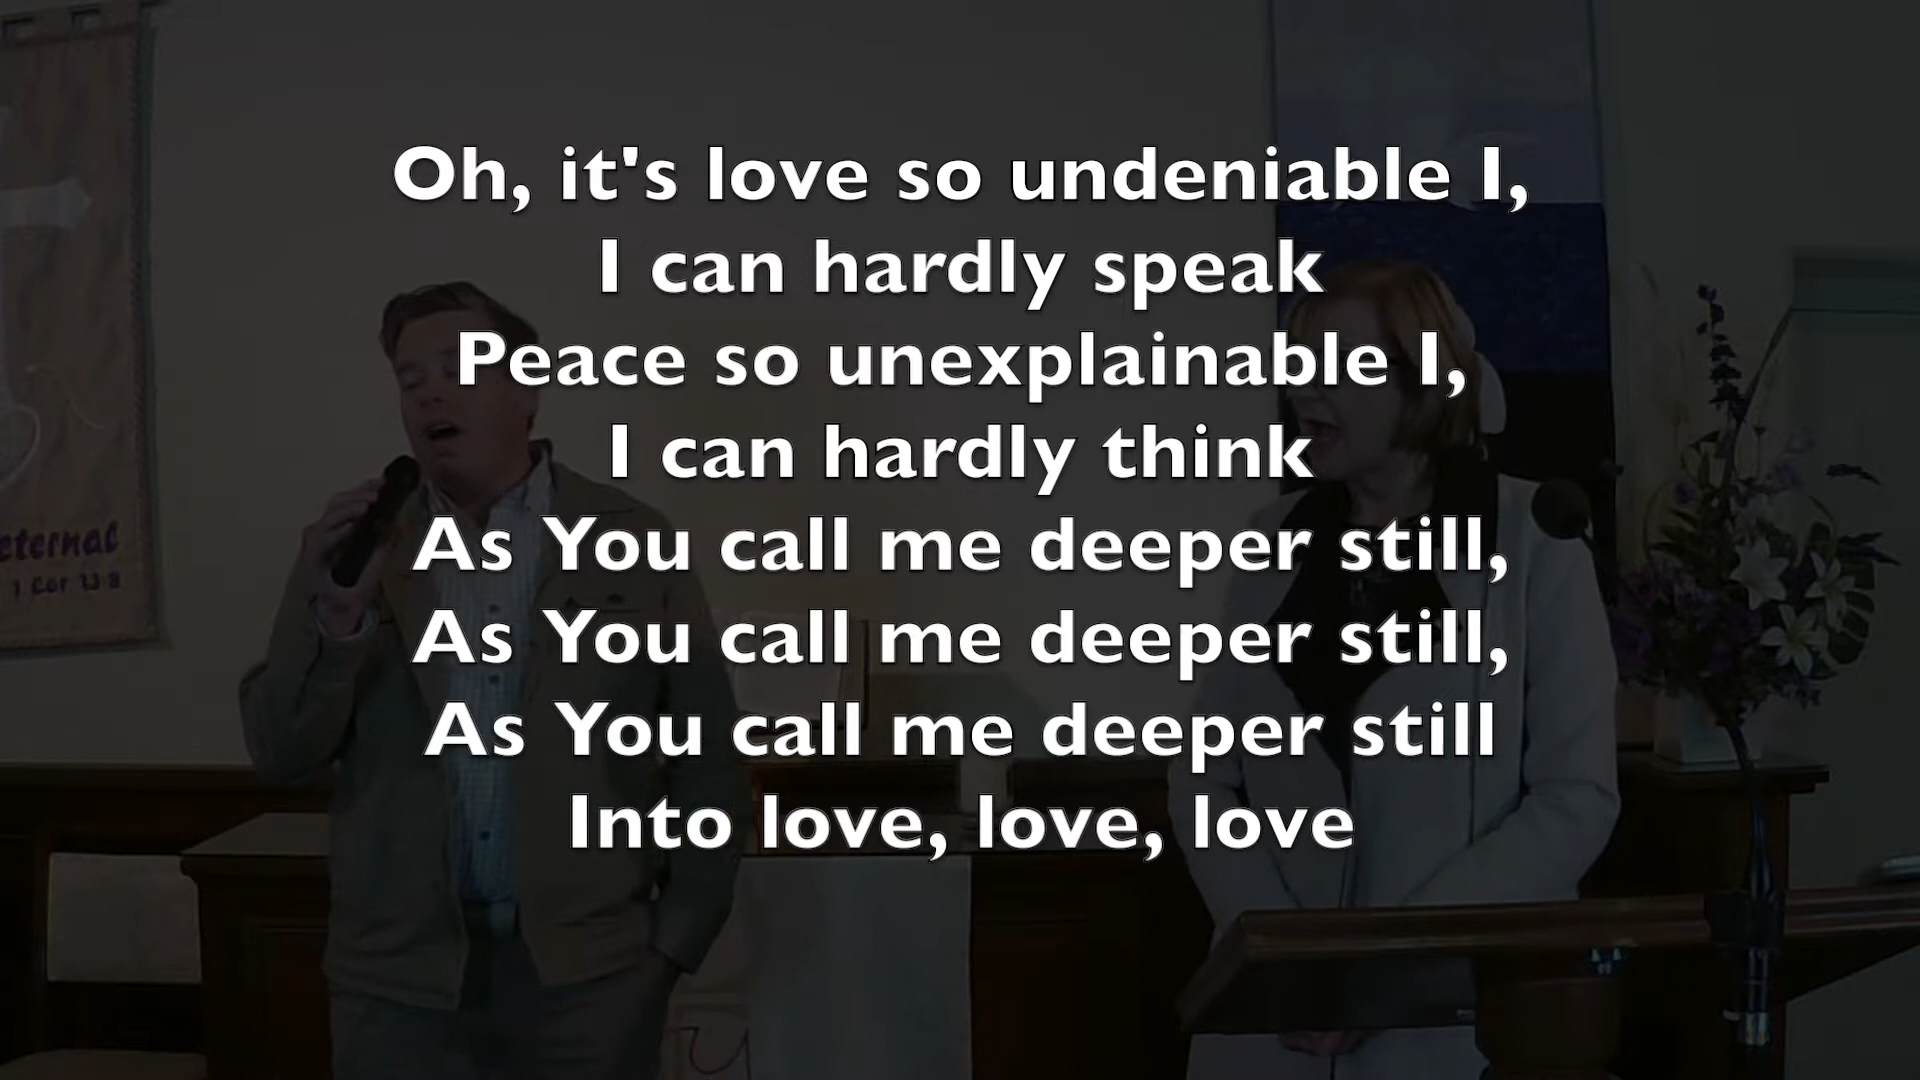 Oh, it's love so undeniable I,
I can hardly speak
Peace so unexplainable I,
I can hardly think
As You call me deeper still,
As You call me deeper still,
As You call me deeper still
Into love, love, love
eternal
1 Cor 13:8